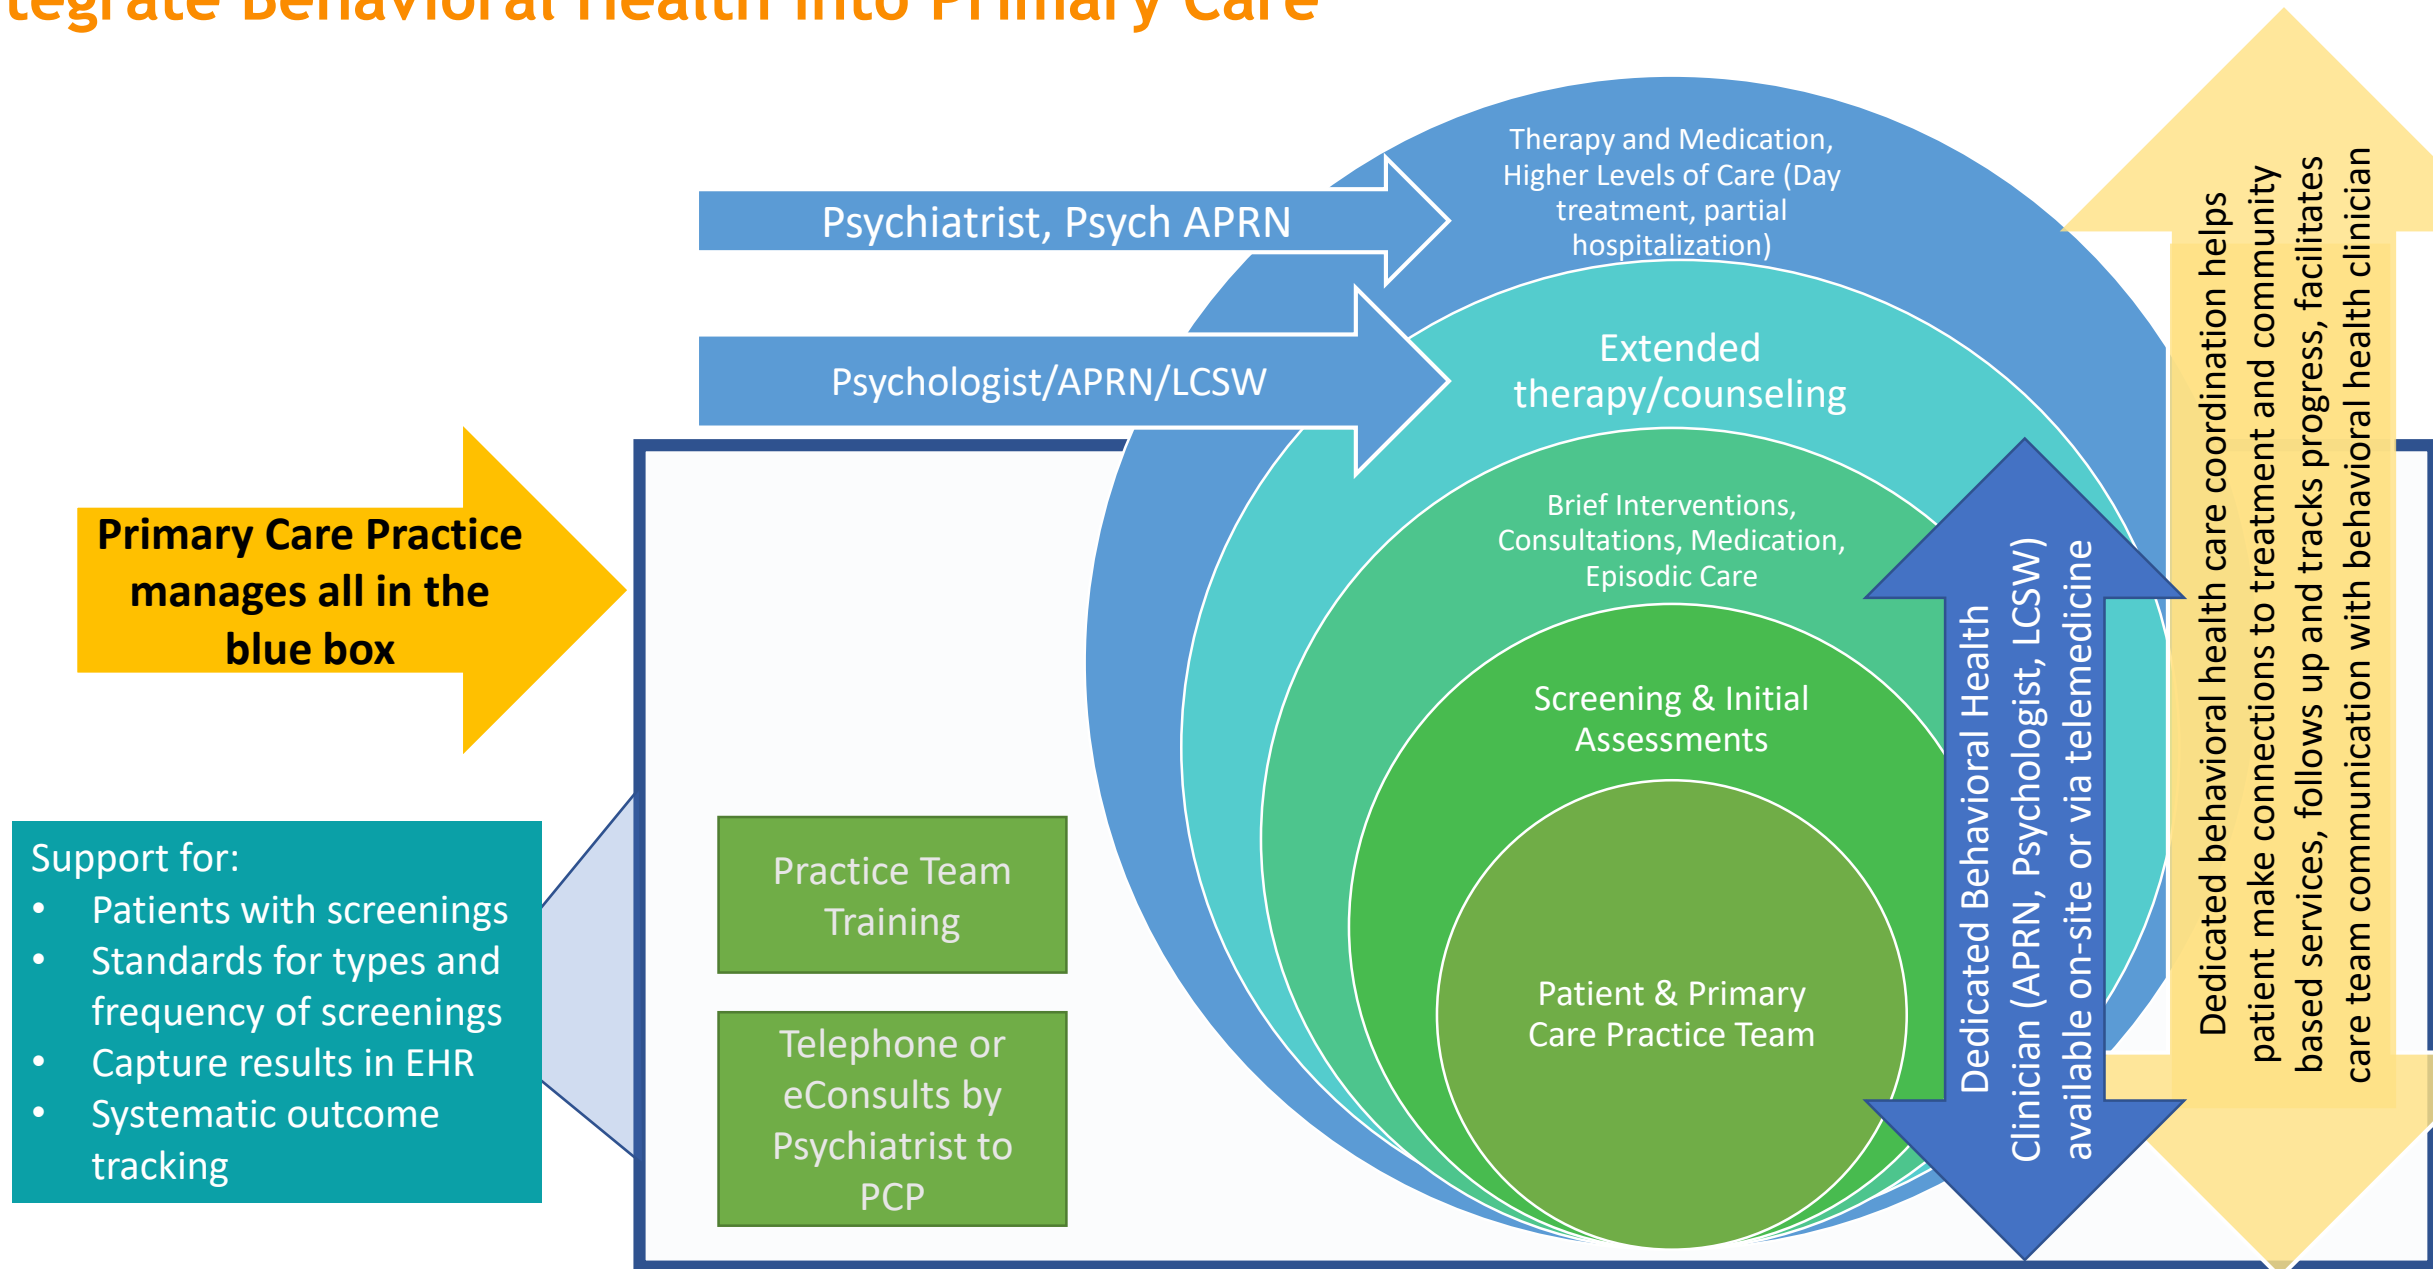 tegrate Behavioral Health into Primary Care
Therapy and Medication,
Higher Levels of Care (Day
treatment, partial
hospitalization)
Psychiatrist, Psych APRN
Extended
therapy/counseling
Psychologist/APRN/LCSW
Brief Interventions,
Consultations, Medication,
Episodic Care
Primary Care Practice
manages all in the
blue box
Screening & Initial
Assessments
Support for:
• Patients with screenings
• Standards for types and
frequency of screenings
• Capture results in EHR
• Systematic outcome
tracking
Practice Team
Training
Telephone or
eConsults by
Psychiatrist to
PCP
Patient & Primary
Care Practice Team
Dedicated Behavioral Health
Clinician (APRN, Psychologist, LCSW)
available on-site or via telemedicine
Dedicated behavioral health care coordination helps
patient make connections to treatment and community
based services, follows up and tracks progress, facilitates
care team communication with behavioral health clinician